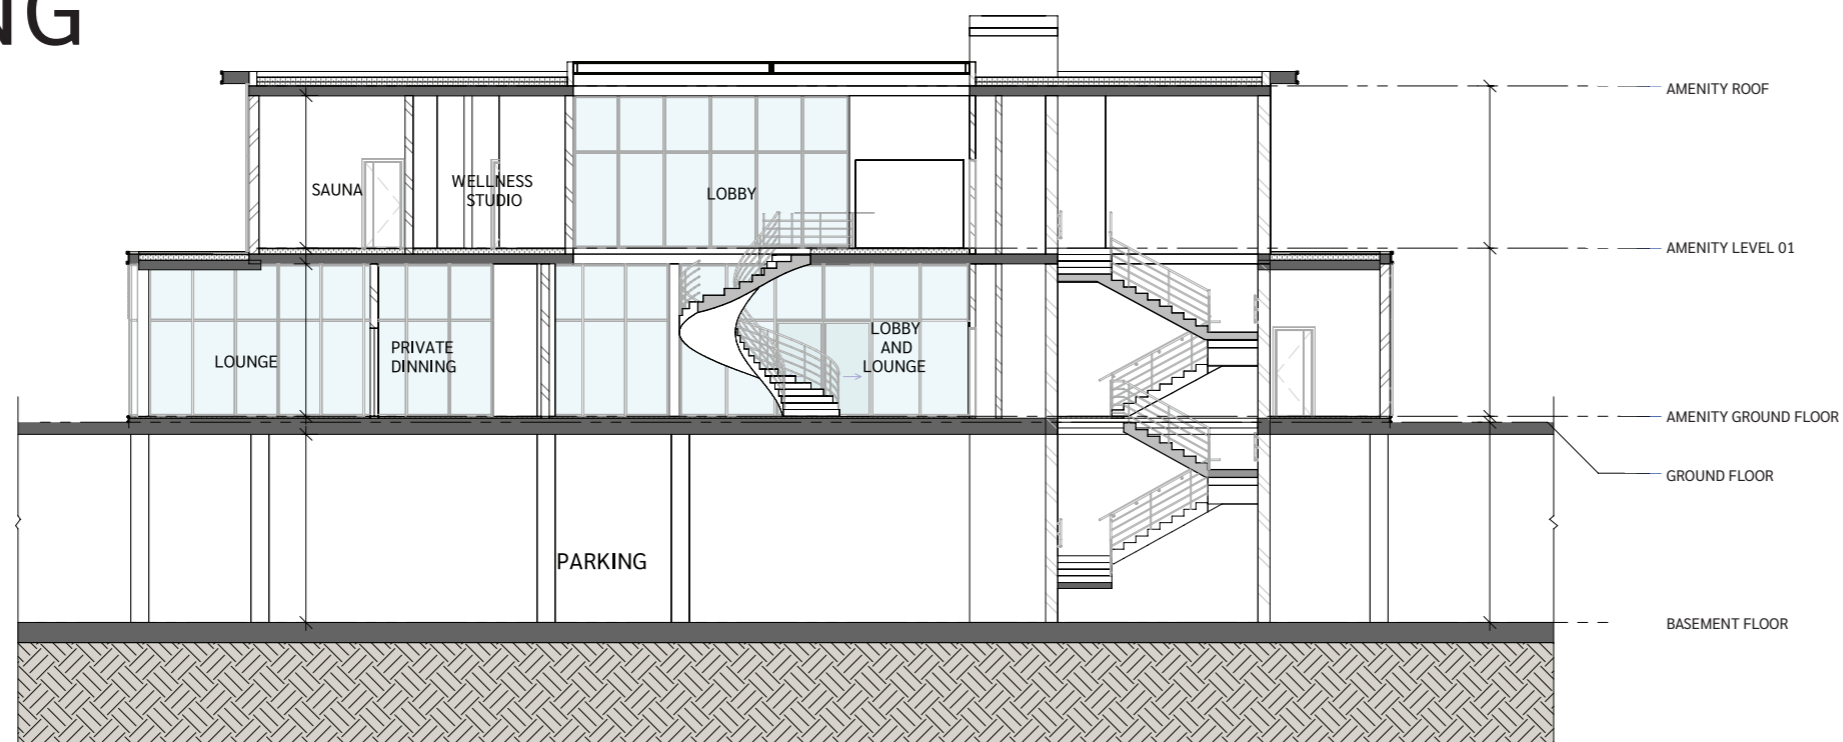 NG
AMENITY ROOF
SAUNA
WELLNESS
STUDIO
LOBBY
AMENITY LEVEL 01
LOUNGE
PRIVATE
DINNING
LOBBY
AND
LOUNGE
AMENITY GROUND FLOOR
GROUND FLOOR
PARKING
BASEMENT FLOOR